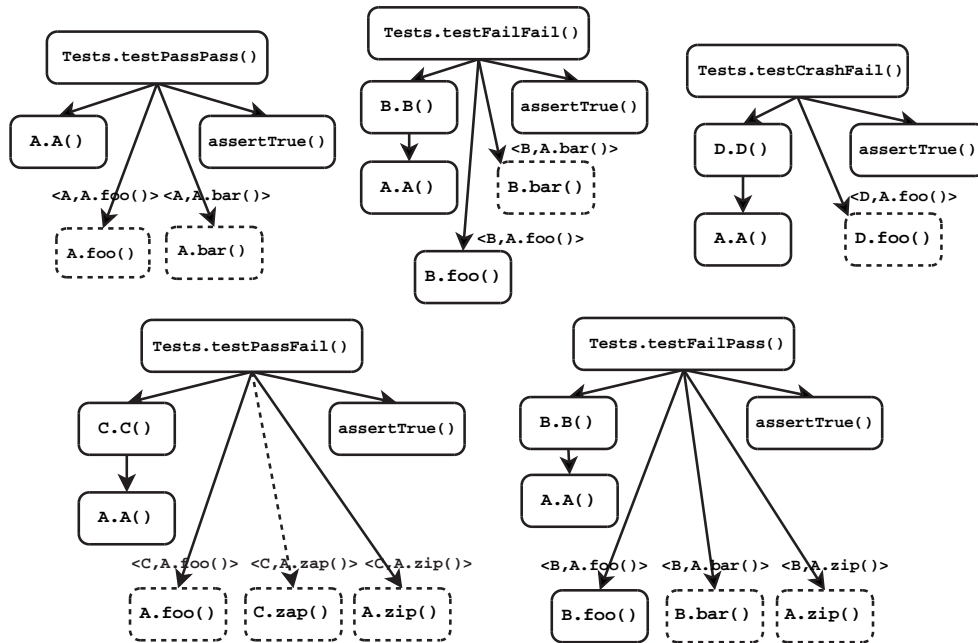 Tests.testPassPass()
A.A()
assertTrue()
<A,A.foo()>
<A,A.bar()>
A.foo()
A.bar()
Tests.testFailFail()
B.B()
assertTrue()
A.A()
<B,A.bar()>
B.bar()
<B,A.foo()>
B.foo()
Tests.testCrashFail()
D.D()
assertTrue()
A.A()
<D,A.foo()>
D.foo()
Tests.testPassFail()
C.C()
assertTrue()
A.A()
<C,A.foo()>
<C,A.zap()>
<C,A.zip()>
A.foo()
C.zap()
A.zip()
Tests.testFailPass()
B.B()
assertTrue()
A.A()
<B,A.foo()>
<B,A.bar()>
<B,A.zip()>
B.foo()
B.bar()
A.zip()